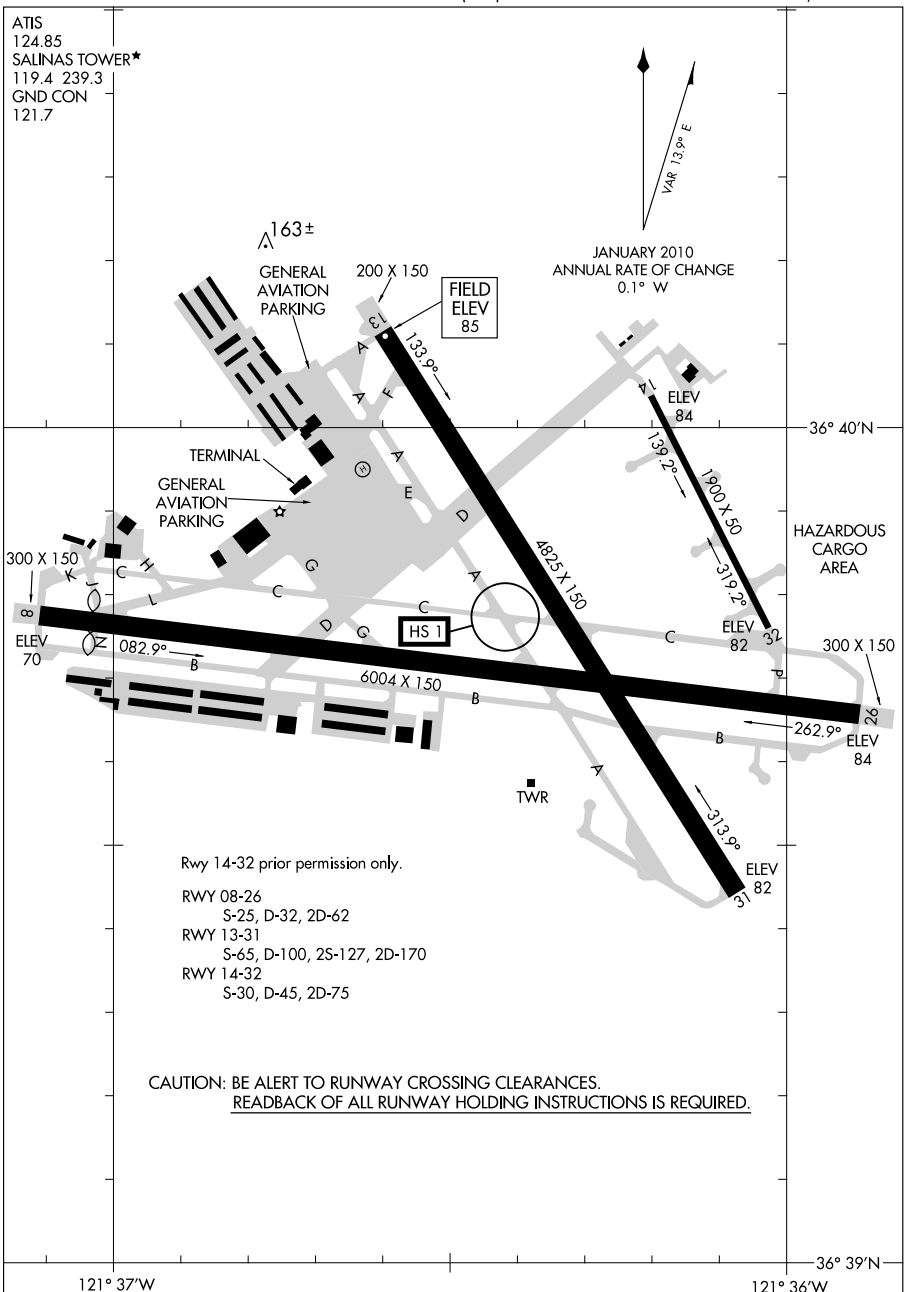 ATIS
124.85
SALINAS TOWER★
119.4 239.3
GND CON
121.7
VAR 13.9° E
JANUARY 2010
ANNUAL RATE OF CHANGE
0.1° W
163±
GENERAL
AVIATION
PARKING
200 X 150
FIELD
ELEV
85
13
133.9°
A
F
A
A
E
D
H
TERMINAL
GENERAL
AVIATION
PARKING
14
ELEV
84
139.2°
1900 X 50
319.2°
36° 40'N
HAZARDOUS
CARGO
AREA
4825 X 150
A
300 X 150
K
C
J
H
L
G
C
C
C
D
G
HS 1
ELEV
82
32
300 X 150
P
8
ELEV
70
N
082.9°
B
6004 X 150
B
B
26
262.9°
ELEV
84
A
TWR
313.9°
ELEV
82
31
Rwy 14-32 prior permission only.
RWY 08-26
S-25, D-32, 2D-62
RWY 13-31
S-65, D-100, 2S-127, 2D-170
RWY 14-32
S-30, D-45, 2D-75
CAUTION: BE ALERT TO RUNWAY CROSSING CLEARANCES.
READBACK OF ALL RUNWAY HOLDING INSTRUCTIONS IS REQUIRED.
36° 39'N
121° 37'W
121° 36'W